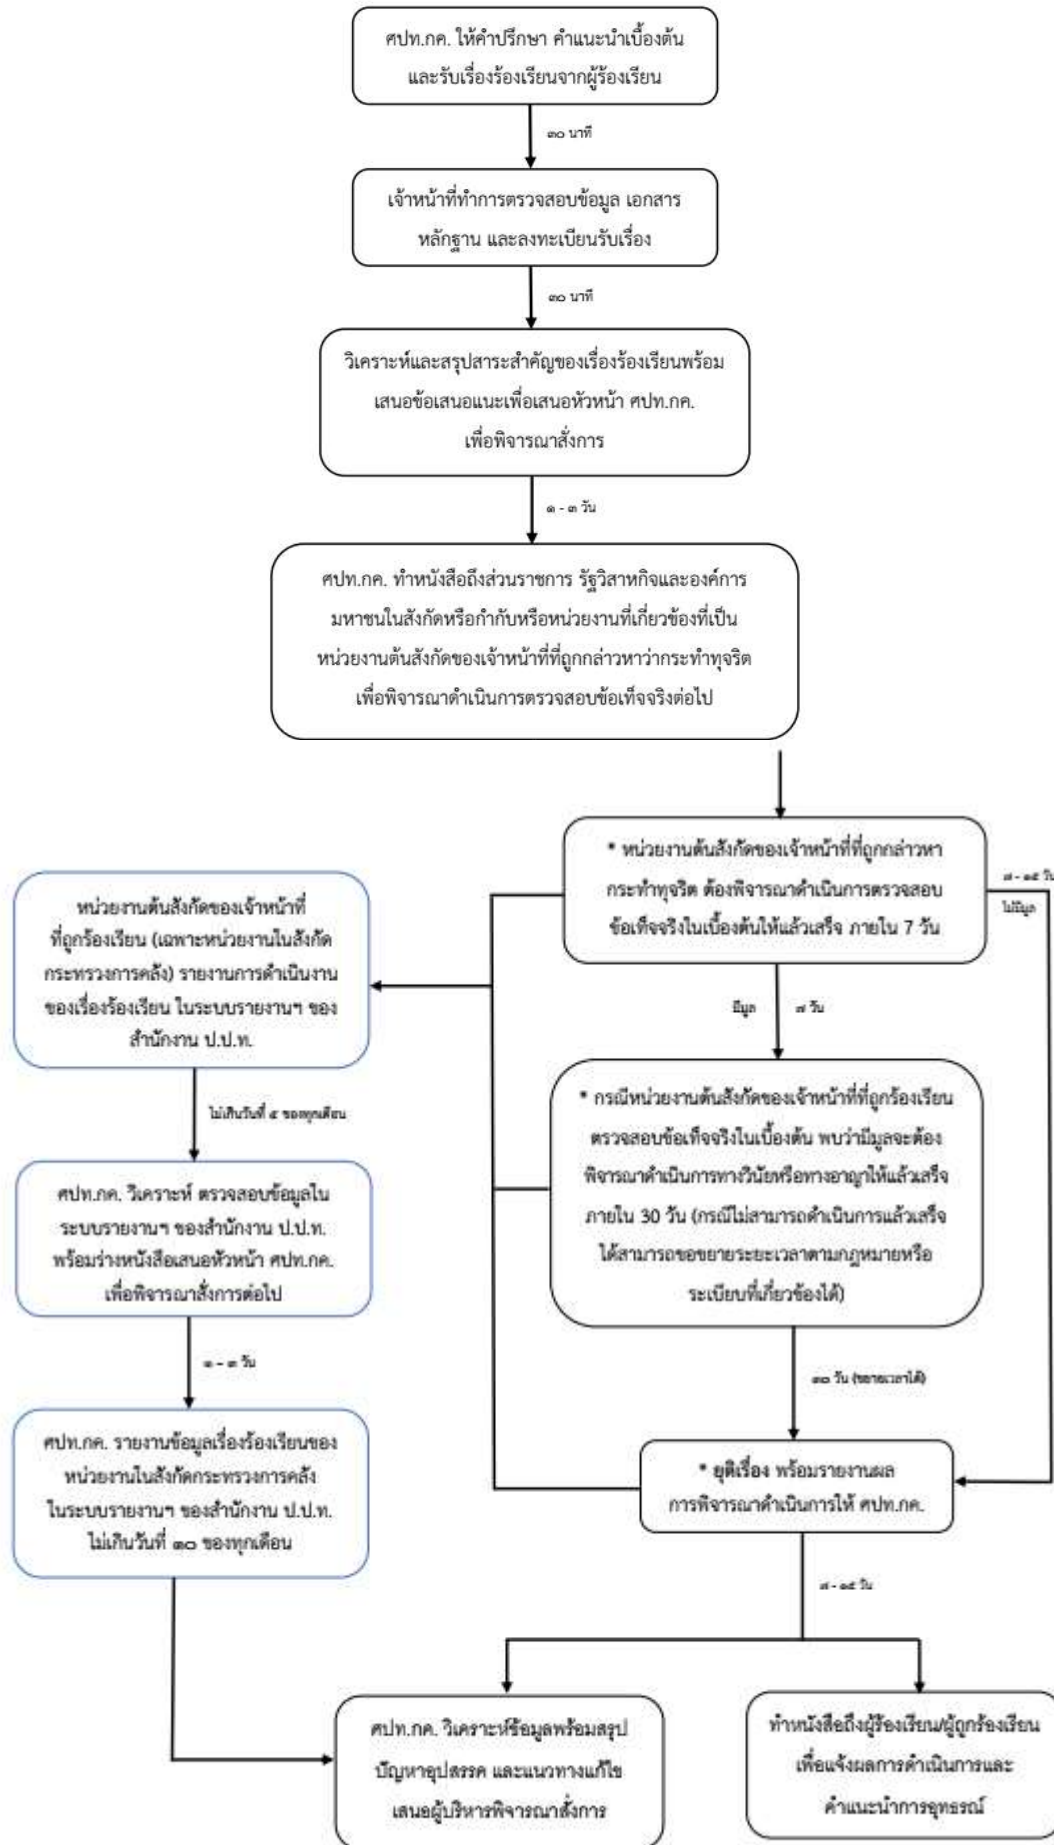 ศปท.กค. ให้คำปรึกษา คำแนะนำเบื้องต้น
และรับเรื่องร้องเรียนจากผู้ร้องเรียน
๓๐ นาที
เจ้าหน้าที่ทำการตรวจสอบข้อมูล เอกสาร
หลักฐาน และลงทะเบียนรับเรื่อง
๓๐ นาที
วิเคราะห์และสรุปสาระสำคัญของเรื่องร้องเรียนพร้อม
เสนอข้อเสนอแนะเพื่อเสนอหัวหน้า ศปท.กค.
เพื่อพิจารณาสั่งการ
๑ - ๓ วัน
ศปท.กค. ทำหนังสือถึงส่วนราชการ รัฐวิสาหกิจและองค์การ
มหาชนในสังกัดหรือกำกับหรือหน่วยงานที่เกี่ยวข้องที่เป็น
หน่วยงานต้นสังกัดของเจ้าหน้าที่ที่ถูกกล่าวหาว่ากระทำทุจริต
เพื่อพิจารณาดำเนินการตรวจสอบข้อเท็จจริงต่อไป
* หน่วยงานต้นสังกัดของเจ้าหน้าที่ที่ถูกกล่าวหา
กระทำทุจริต ต้องพิจารณาดำเนินการตรวจสอบ
ข้อเท็จจริงในเบื้องต้นให้แล้วเสร็จ ภายใน 7 วัน
๗ - ๑๕ วัน
ไม่มีมูล
หน่วยงานต้นสังกัดของเจ้าหน้าที่
ที่ถูกร้องเรียน (เฉพาะหน่วยงานในสังกัด
กระทรวงการคลัง) รายงานการดำเนินงาน
ของเรื่องร้องเรียน ในระบบรายงานฯ ของ
สำนักงาน ป.ป.ท.
มีมูล ๗ วัน
* กรณีหน่วยงานต้นสังกัดของเจ้าหน้าที่ที่ถูกร้องเรียน
ตรวจสอบข้อเท็จจริงในเบื้องต้น พบว่ามีมูลจะต้อง
พิจารณาดำเนินการทางวินัยหรือทางอาญาให้แล้วเสร็จ
ภายใน 30 วัน (กรณีไม่สามารถดำเนินการแล้วเสร็จ
ได้สามารถขอขยายระยะเวลาตามกฎหมายหรือ
ระเบียบที่เกี่ยวข้องได้)
ไม่เกินวันที่ ๕ ของทุกเดือน
ศปท.กค. วิเคราะห์ ตรวจสอบข้อมูลใน
ระบบรายงานฯ ของสำนักงาน ป.ป.ท.
พร้อมร่างหนังสือเสนอหัวหน้า ศปท.กค.
เพื่อพิจารณาสั่งการต่อไป
๑ - ๓ วัน
๓๐ วัน (ขยายเวลาได้)
ศปท.กค. รายงานข้อมูลเรื่องร้องเรียนของ
หน่วยงานในสังกัดกระทรวงการคลัง
ในระบบรายงานฯ ของสำนักงาน ป.ป.ท.
ไม่เกินวันที่ ๑๐ ของทุกเดือน
* ยุติเรื่อง พร้อมรายงานผล
การพิจารณาดำเนินการให้ ศปท.กค.
๗ - ๑๕ วัน
ศปท.กค. วิเคราะห์ข้อมูลพร้อมสรุป
ปัญหาอุปสรรค และแนวทางแก้ไข
เสนอผู้บริหารพิจารณาสั่งการ
ทำหนังสือถึงผู้ร้องเรียน/ผู้ถูกร้องเรียน
เพื่อแจ้งผลการดำเนินการและ
คำแนะนำการอุทธรณ์